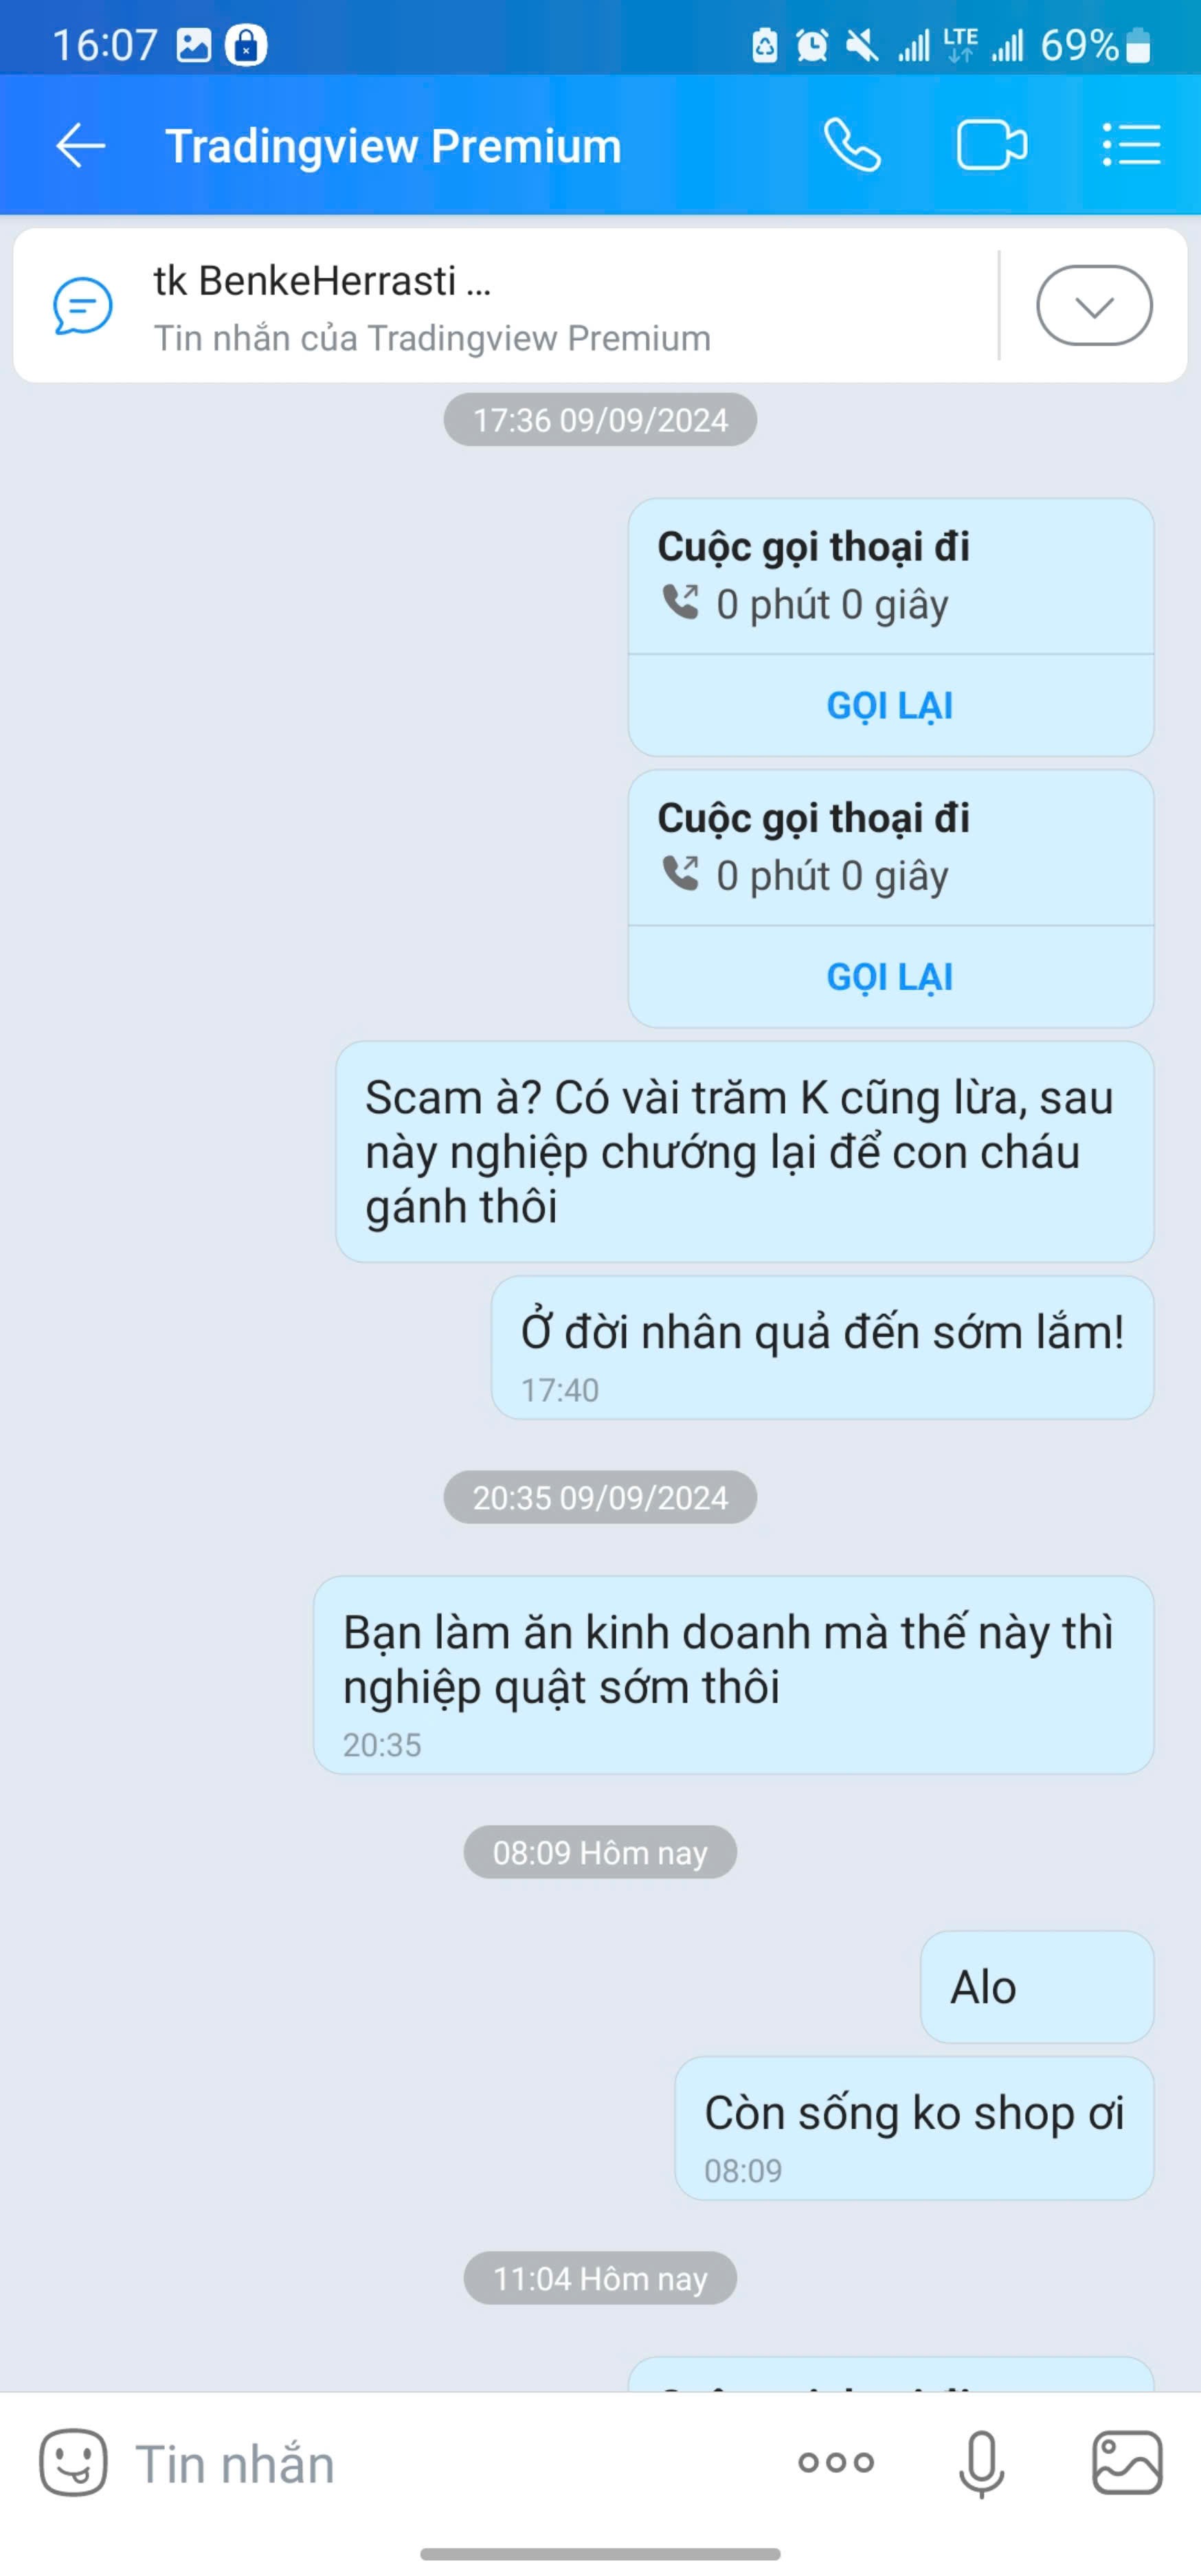 16:07
LTE
69%
Tradingview Premium
tk BenkeHerrasti ...
Tin nhắn của Tradingview Premium
17:36 09/09/2024
Cuộc gọi thoại đi
0 phút 0 giây
GỌI LẠI
Cuộc gọi thoại đi
0 phút 0 giây
GỌI LẠI
Scam à? Có vài trăm K cũng lừa, sau
này nghiệp chướng lại để con cháu
gánh thôi
Ở đời nhân quả đến sớm lắm!
17:40
20:35 09/09/2024
Bạn làm ăn kinh doanh mà thế này thì
nghiệp quật sớm thôi
20:35
08:09 Hôm nay
Alo
Còn sống ko shop ơi
08:09
11:04 Hôm nay
Tin nhắn